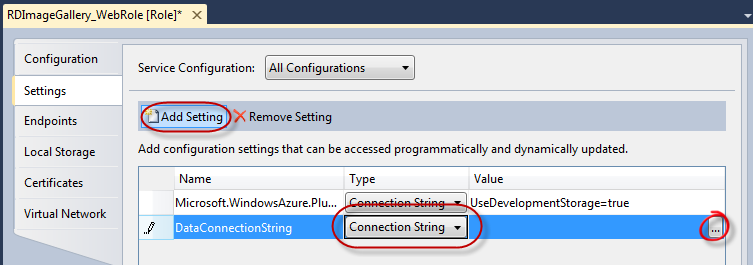 RDImageGallery_WebRole [Role]*
Configuration
Settings
Endpoints
Local Storage
Certificates
Virtual Network
Service Configuration: All Configurations
Add Setting Remove Setting
Add configuration settings that can be accessed programmatically and dynamically updated.
Name Type Value
Microsoft.WindowsAzure.Plu... Connection String UseDevelopmentStorage=true
DataConnectionString Connection String ...